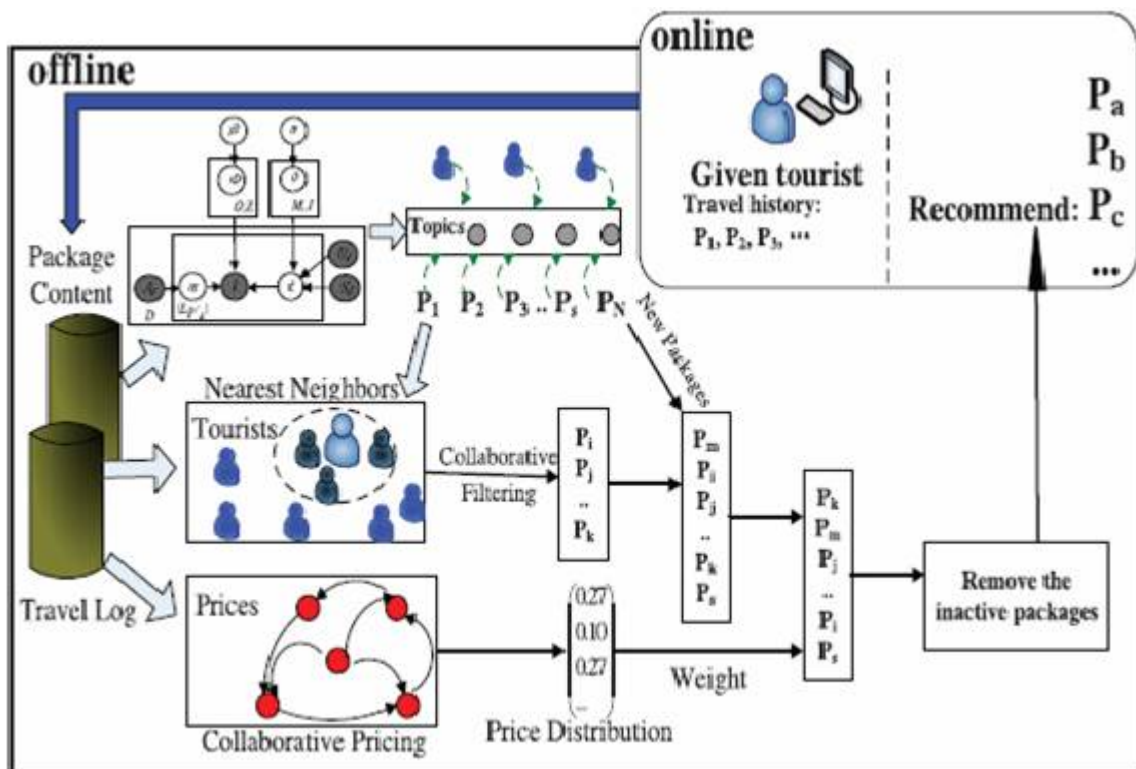 offline
online
Given tourist
Travel history:
P1, P2, P3, ...
Recommend:
Pa
Pb
Pc
...
Package
Content
D
M,J
Topics
P1 P2 P3 .. Ps PN
New Packages
Nearest Neighbors
Tourists
Collaborative
Filtering
Pi
Pj
..
Pk
Pm
Pi
Pj
..
Pk
Ps
Pk
Pm
Pj
..
Pi
Ps
Remove the
inactive packages
Travel Log
Prices
Collaborative Pricing
0.27
0.10
0.27
...
Price Distribution
Weight